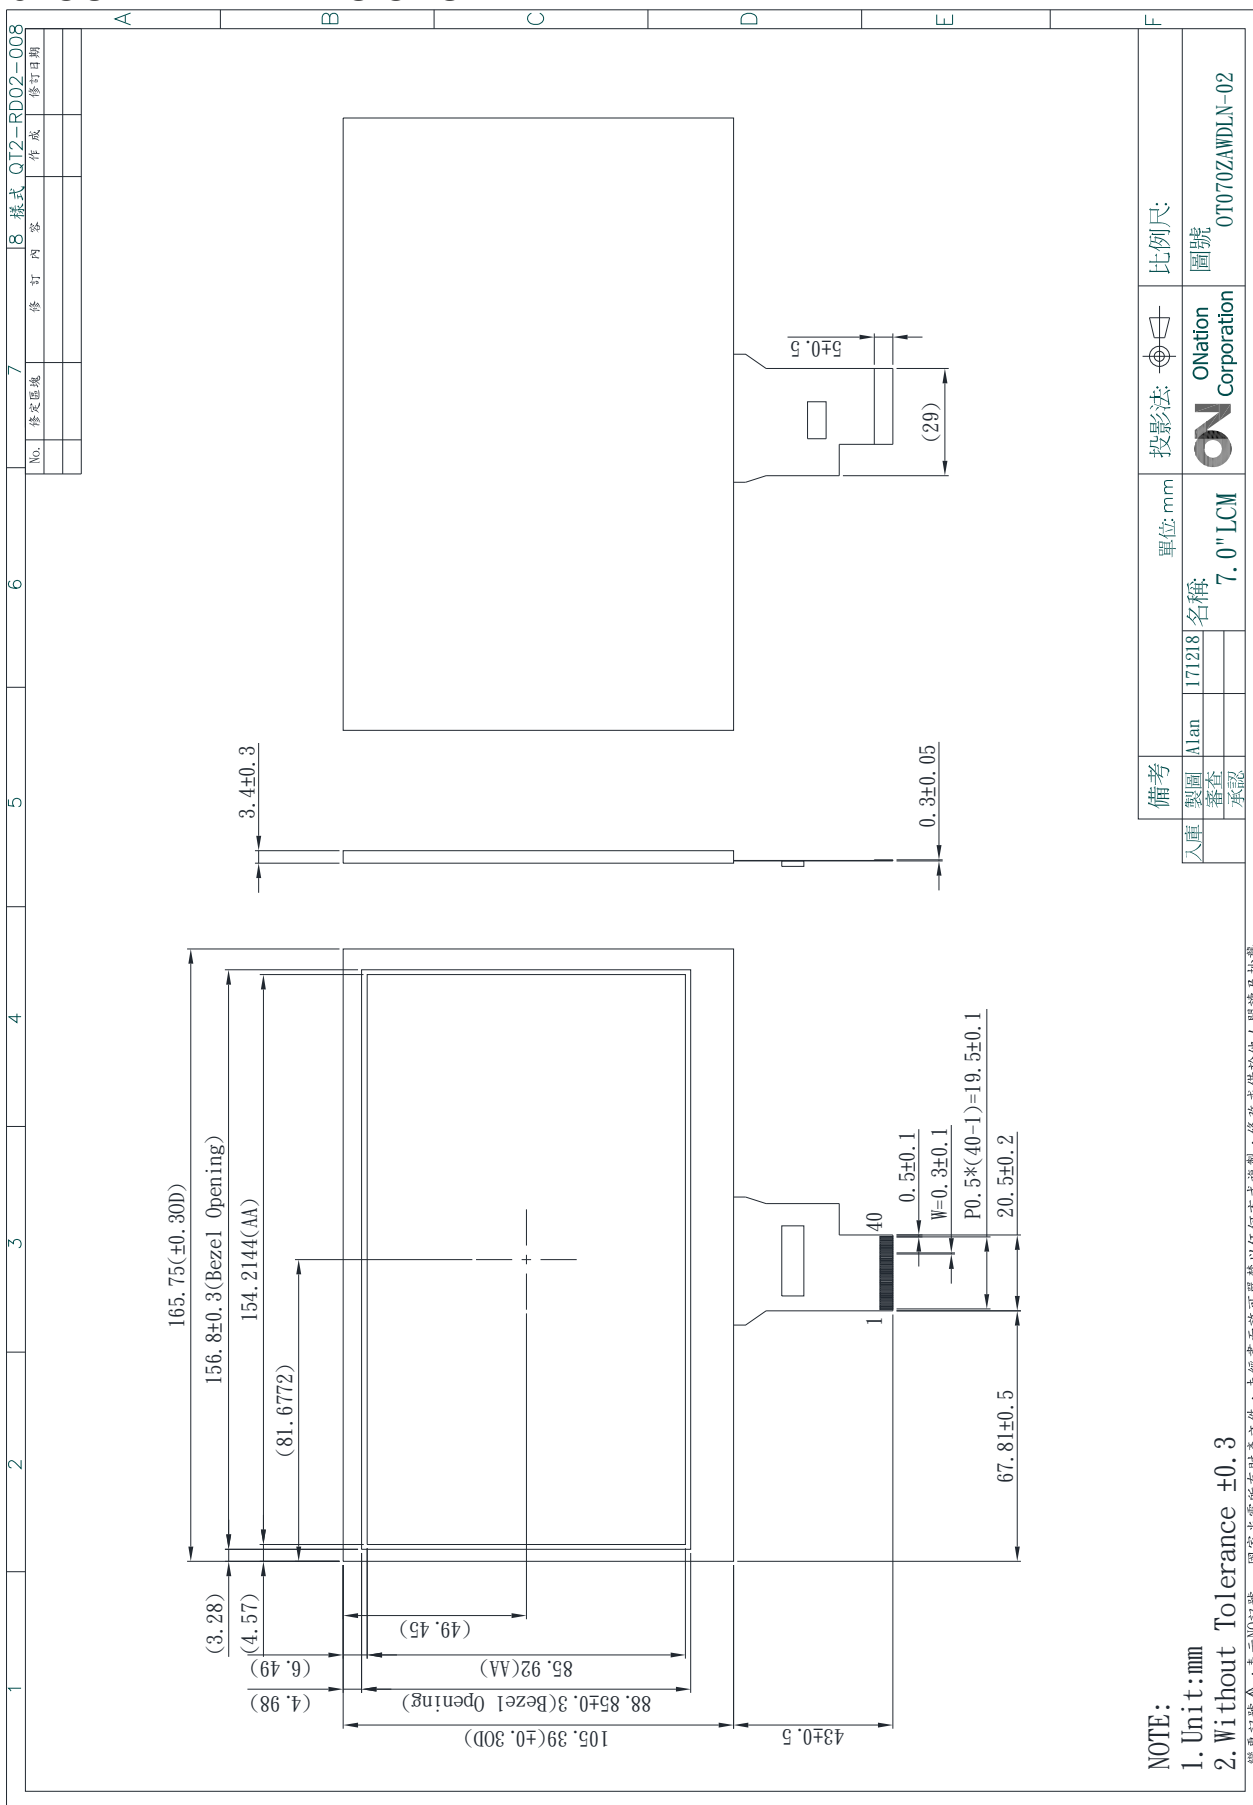 1
2
3
4
5
6
7
8
樣式 QT2-RD02-008
A
B
C
D
E
F
No.
修定區塊
修 訂 內 容
作 成
修訂日期
165.75(±0.3OD)
156.8±0.3(Bezel Opening)
154.2144(AA)
(81.6772)
(3.28)
(4.57)
(49.45)
(6.49)
85.92(AA)
(4.98)
88.85±0.3(Bezel Opening)
105.39(±0.3OD)
43±0.5
1
40
0.5±0.1
W=0.3±0.1
P0.5*(40-1)=19.5±0.1
20.5±0.2
67.81±0.5
3.4±0.3
0.3±0.05
5±0.5
(29)
NOTE:
1.Unit:mm
2.Without Tolerance ±0.3
備考
單位:mm
投影法:
比例尺:
入庫
製圖
Alan
171218
審查
承認
名稱:
7.0"LCM
ON
ONation
Corporation
圖號
OT070ZAWDLN-02